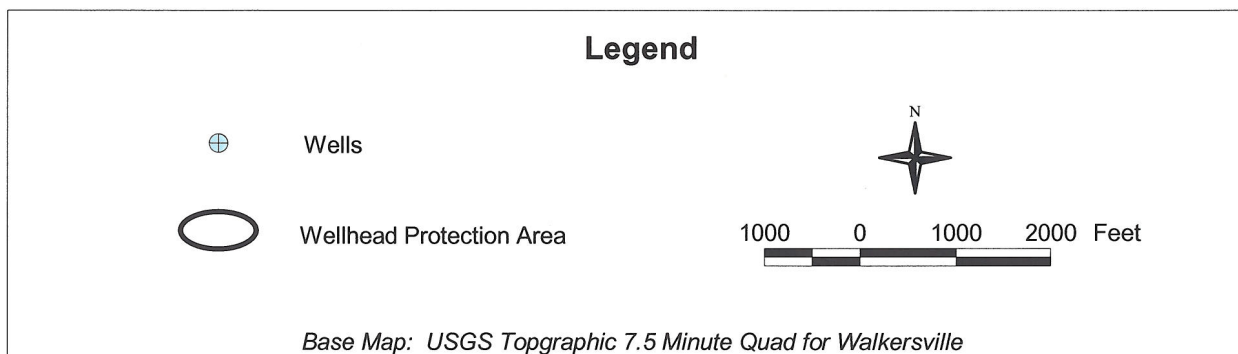 Legend
N
Wells
Wellhead Protection Area
1000 0 1000 2000 Feet
Base Map: USGS Topgraphic 7.5 Minute Quad for Walkersville